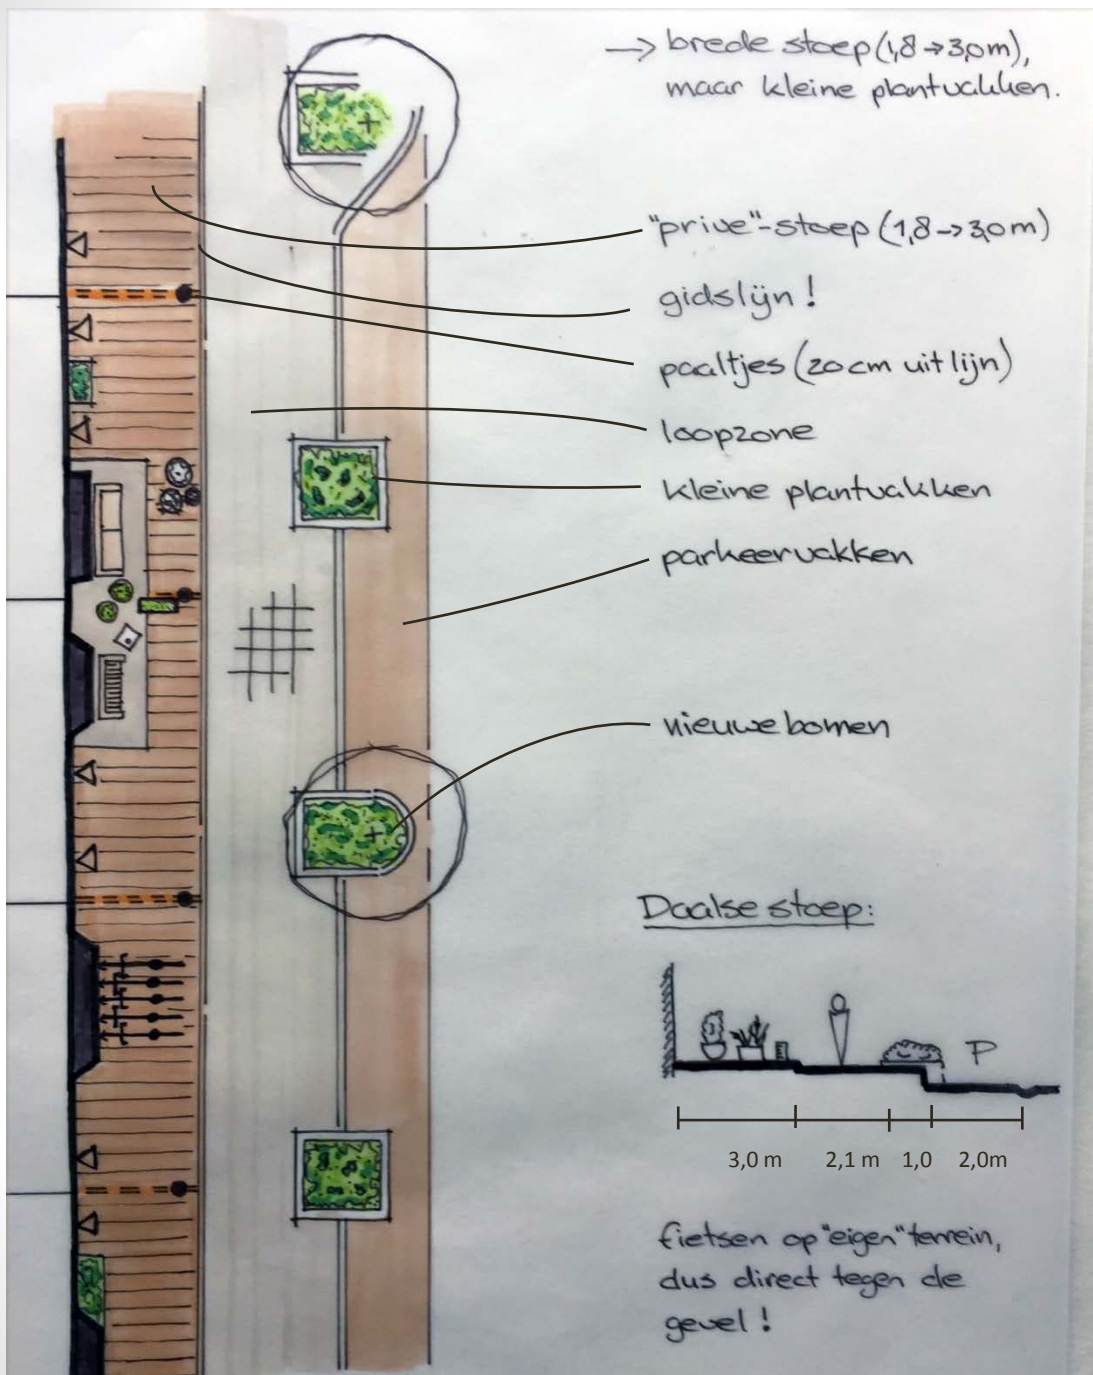 → brede stoep (1,8→3,0m),
maar kleine plantvakken.
"prive"-stoep (1,8→3,0m)
gidslijn!
paaltjes (20cm uit lijn)
loopzone
kleine plantvakken
parkeervakken
nieuwe bomen
Daalse stoep:
P
3,0 m 2,1 m 1,0 2,0m
fietsen op "eigen" terrein,
dus direct tegen de
gevel!